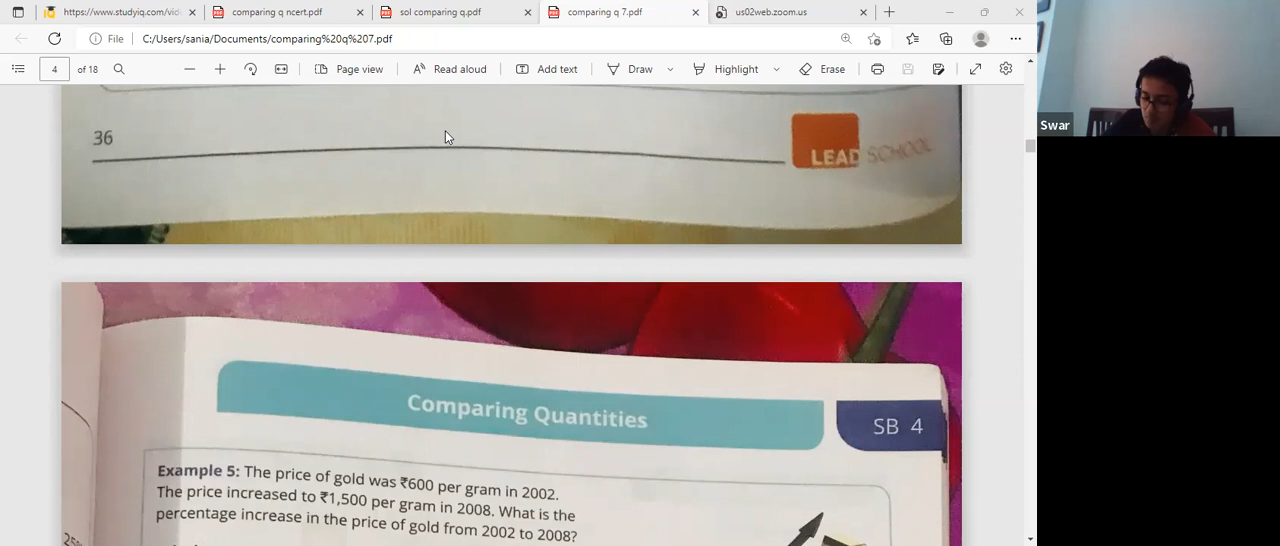 https://www.studyiq.com/vid
comparing q ncert.pdf
sol comparing q.pdf
comparing q 7.pdf
us02web.zoom.us
File
C:/Users/sania/Documents/comparing%20q%207.pdf
4
of 18
Page view
Read aloud
Add text
Draw
Highlight
Erase
Swar
36
LEAD SCHOOL
Comparing Quantities
SB 4
Example 5: The price of gold was ₹600 per gram in 2002.
The price increased to ₹1,500 per gram in 2008. What is the
percentage increase in the price of gold from 2002 to 2008?